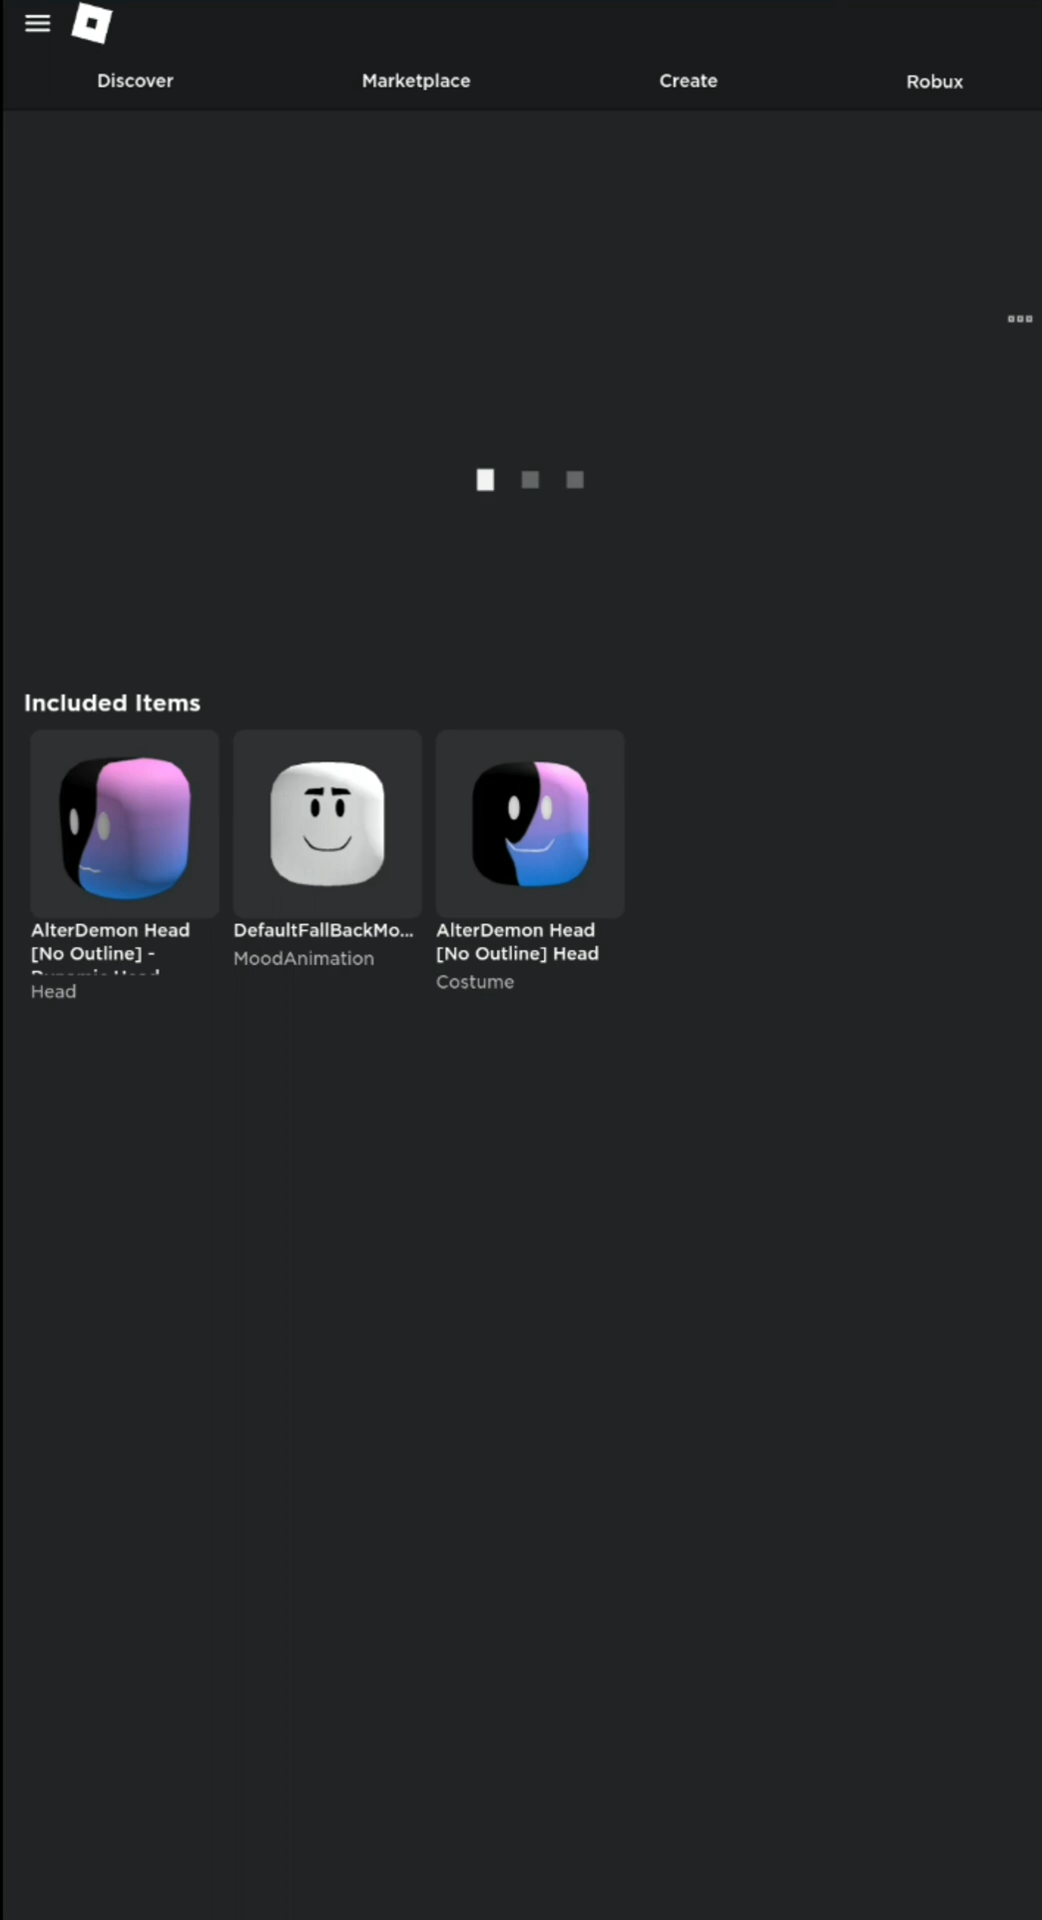 Discover Marketplace Create Robux
Included Items
AlterDemon Head
[No Outline] -
Head
DefaultFallBackMo...
MoodAnimation
AlterDemon Head
[No Outline] Head
Costume